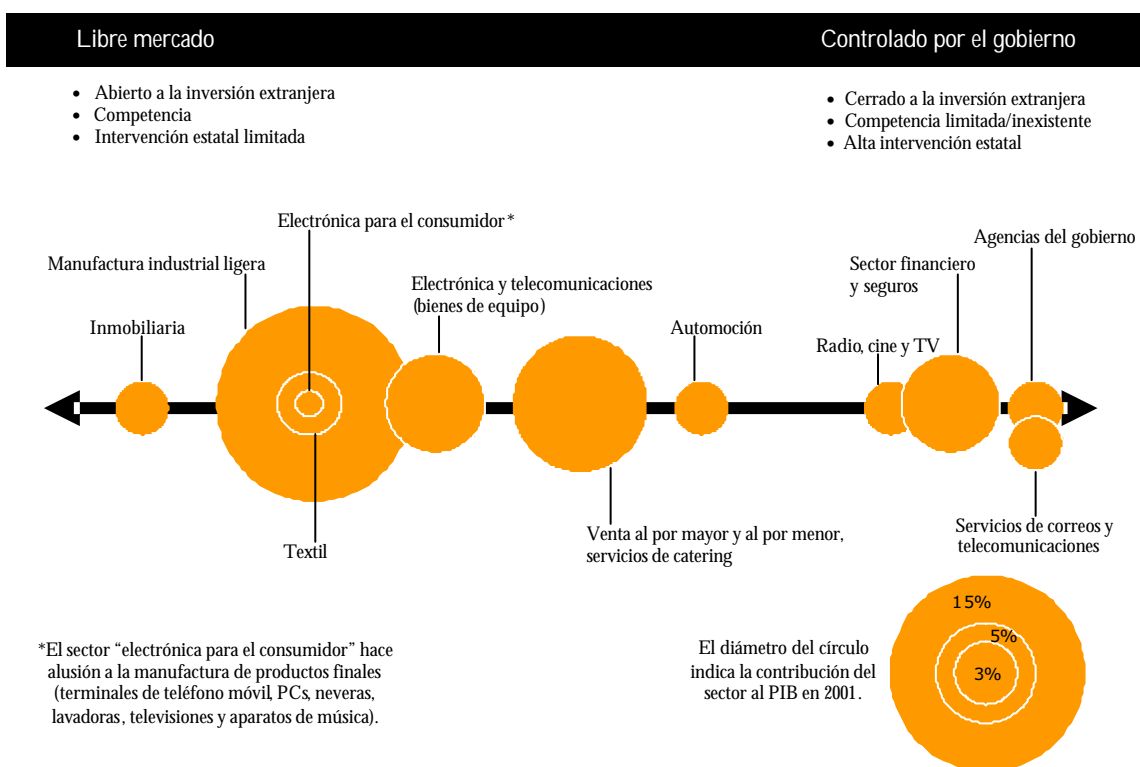 Libre mercado
Controlado por el gobierno
• Abierto a la inversión extranjera
• Competencia
• Intervención estatal limitada
• Cerrado a la inversión extranjera
• Competencia limitada/inexistente
• Alta intervención estatal
Electrónica para el consumidor*
Manufactura industrial ligera
Inmobiliaria
Electrónica y telecomunicaciones
(bienes de equipo)
Automoción
Radio, cine y TV
Sector financiero
y seguros
Agencias del gobierno
Textil
Venta al por mayor y al por menor,
servicios de catering
Servicios de correos y
telecomunicaciones
*El sector “electrónica para el consumidor” hace
alusión a la manufactura de productos finales
(terminales de teléfono móvil, PCs, neveras,
lavadoras, televisiones y aparatos de música).
El diámetro del círculo
indica la contribución del
sector al PIB en 2001.
15%
5%
3%